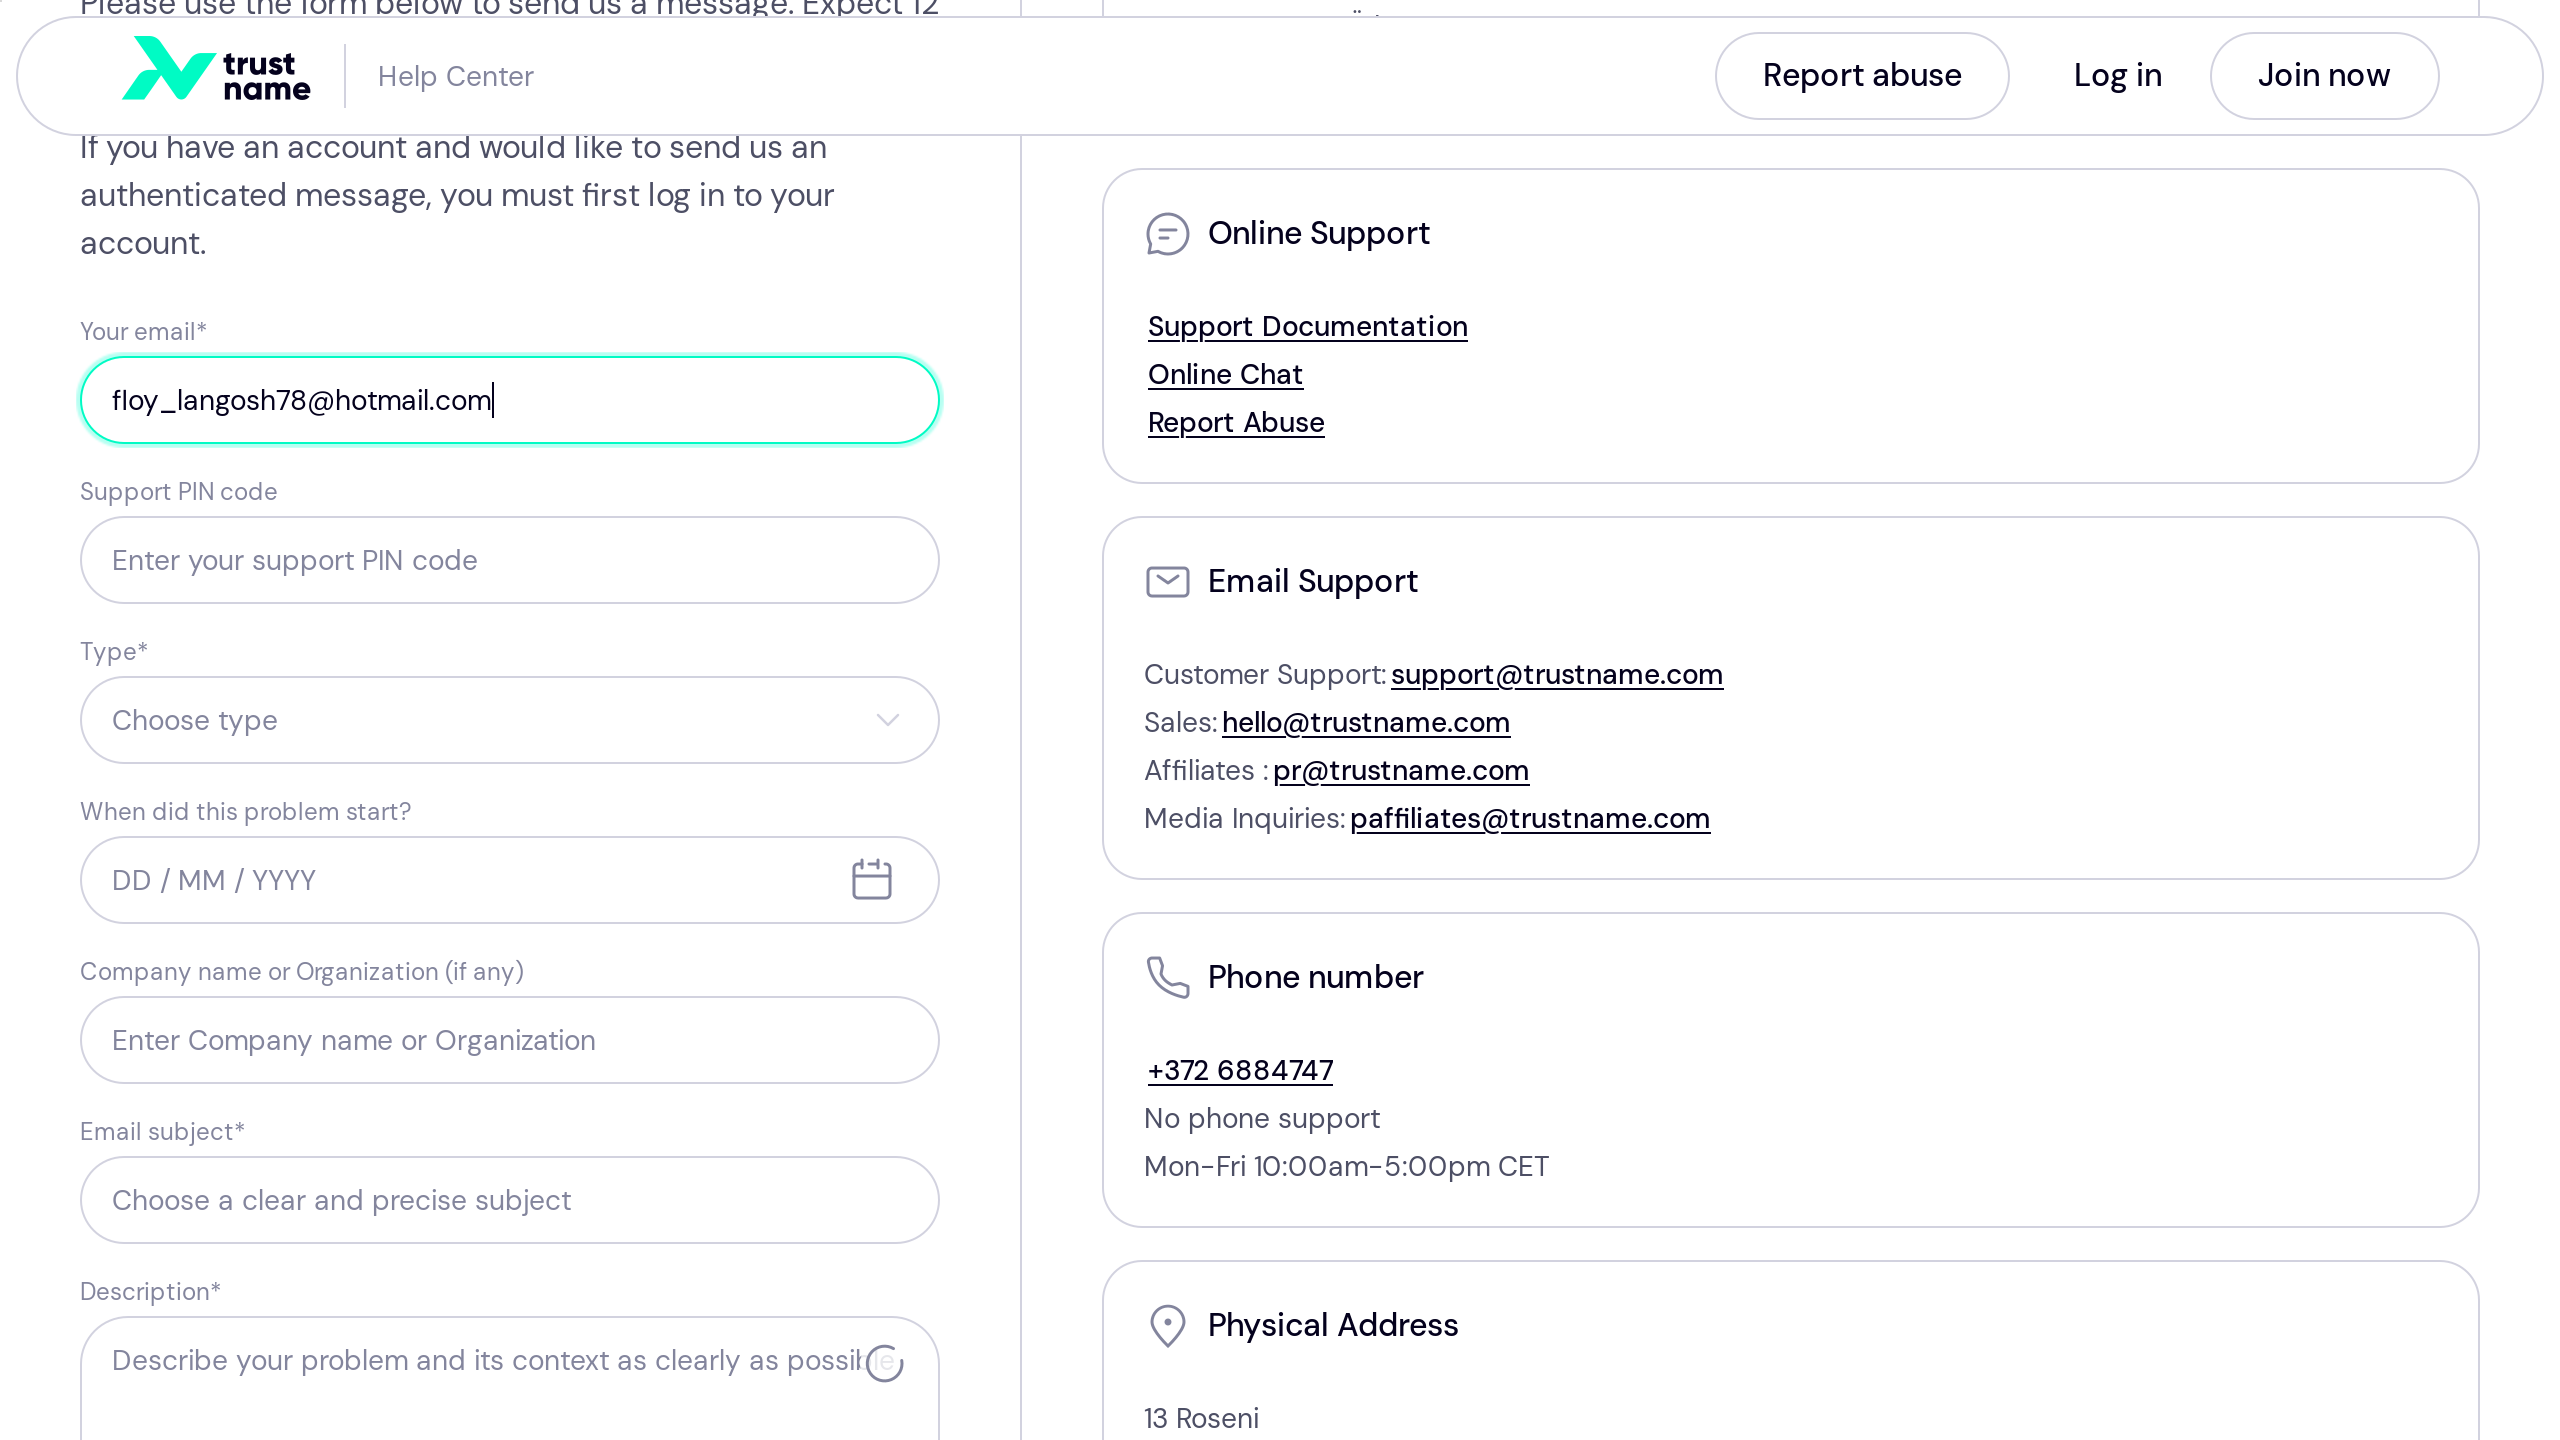 Please use the form below to send us a message. Expect 12
trust
name
Help Center
Report abuse
Log in
Join now
If you have an account and would like to send us an
authenticated message, you must first log in to your
account.
Your email*
floy_langosh78@hotmail.com
Support PIN code
Enter your support PIN code
Type*
Choose type
When did this problem start?
DD / MM / YYYY
Company name or Organization (if any)
Enter Company name or Organization
Email subject*
Choose a clear and precise subject
Description*
Describe your problem and its context as clearly as possible
Online Support
Support Documentation
Online Chat
Report Abuse
Email Support
Customer Support: support@trustname.com
Sales: hello@trustname.com
Affiliates : pr@trustname.com
Media Inquiries: paffiliates@trustname.com
Phone number
+372 6884747
No phone support
Mon-Fri 10:00am-5:00pm CET
Physical Address
13 Roseni